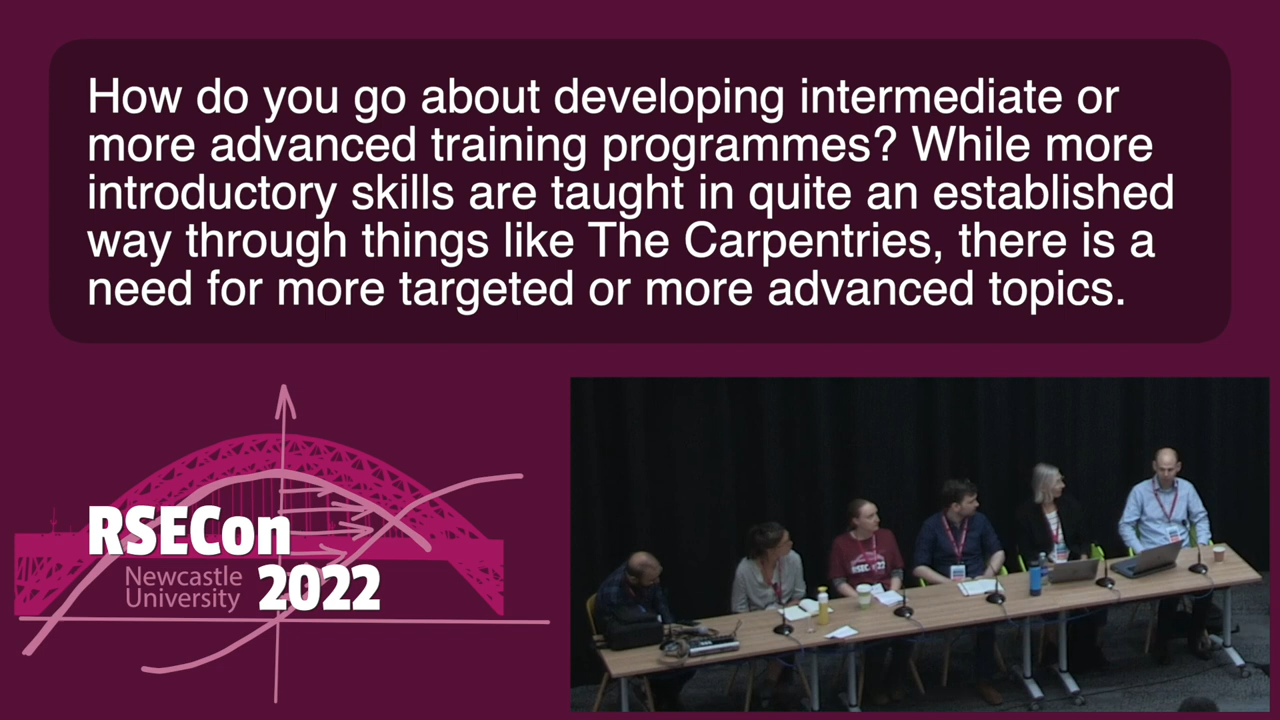 How do you go about developing intermediate or
more advanced training programmes? While more
introductory skills are taught in quite an established
way through things like The Carpentries, there is a
need for more targeted or more advanced topics.
RSECon
Newcastle
University 2022
RSECon